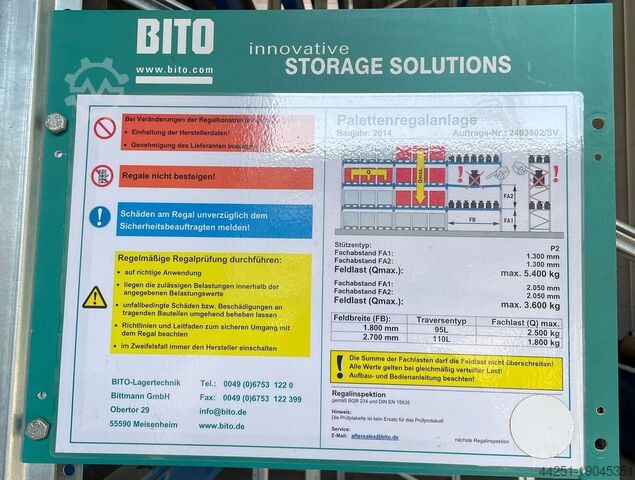 BITO
www.bito.com
innovative
STORAGE SOLUTIONS
Bei Veränderungen der Regalkonstruktion
• Einhaltung der Herstellerdaten!
• Genehmigung des Lieferanten
Regale nicht besteigen!
Schäden am Regal unverzüglich dem
Sicherheitsbeauftragten melden!
Regelmäßige Regalprüfung durchführen:
• auf richtige Anwendung
• liegen die zulässigen Belastungen innerhalb der
angegebenen Belastungswerte
• unfallbedingte Schäden bzw. Beschädigungen an
tragenden Bauteilen umgehend beheben lassen
• Richtlinien und Leitfaden zum sicheren Umgang mit
dem Regal beachten
• im Zweifelsfall immer den Hersteller einschalten
BITO-Lagertechnik
Bittmann GmbH
Obertor 29
55590 Meisenheim
Tel.: 0049 (0)6753 122 0
Fax: 0049 (0)6753 122 399
info@bito.de
www.bito.de
Palettenregalanlage
Baujahr: 2014 Auftrags-Nr.: 2493602/SV
Q
Qmax.
FB
FA2
FA1
Stützentyp: P2
Fachabstand FA1: 1.300 mm
Fachabstand FA2: 1.300 mm
Feldlast (Qmax.): max. 5.400 kg
Fachabstand FA1: 2.050 mm
Fachabstand FA2: 2.050 mm
Feldlast (Qmax.): max. 3.600 kg
Feldbreite (FB): Traversentyp Fachlast (Q) max.
1.800 mm 95L 2.500 kg
2.700 mm 110L 1.800 kg
Die Summe der Fachlasten darf die Feldlast nicht überschreiten!
Alle Werte gelten bei gleichmäßig verteilter Last!
Aufbau- und Bedienanleitung beachten!
Regalinspektion
gemäß BGR 234 und DIN EN 15635
Hinweis:
Die Prüfplakette ist kein Ersatz für das Prüfprotokoll!
Service:
E-Mail: aftersales@bito.de
nächste Regalinspektion
44251-19045351